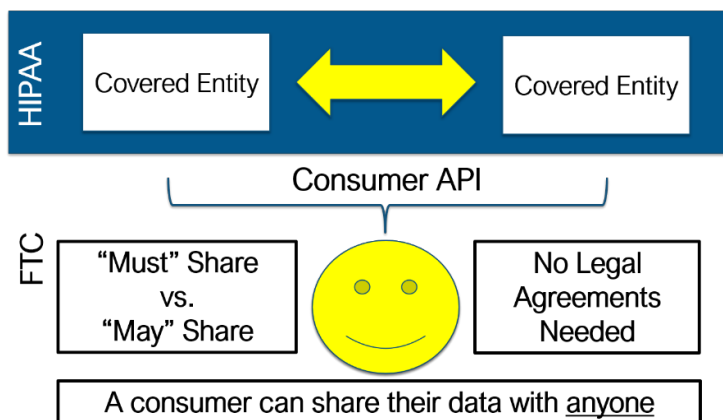 HIPAA
Covered Entity
Covered Entity
Consumer API
FTC
“Must” Share
vs.
“May” Share
No Legal
Agreements
Needed
A consumer can share their data with anyone